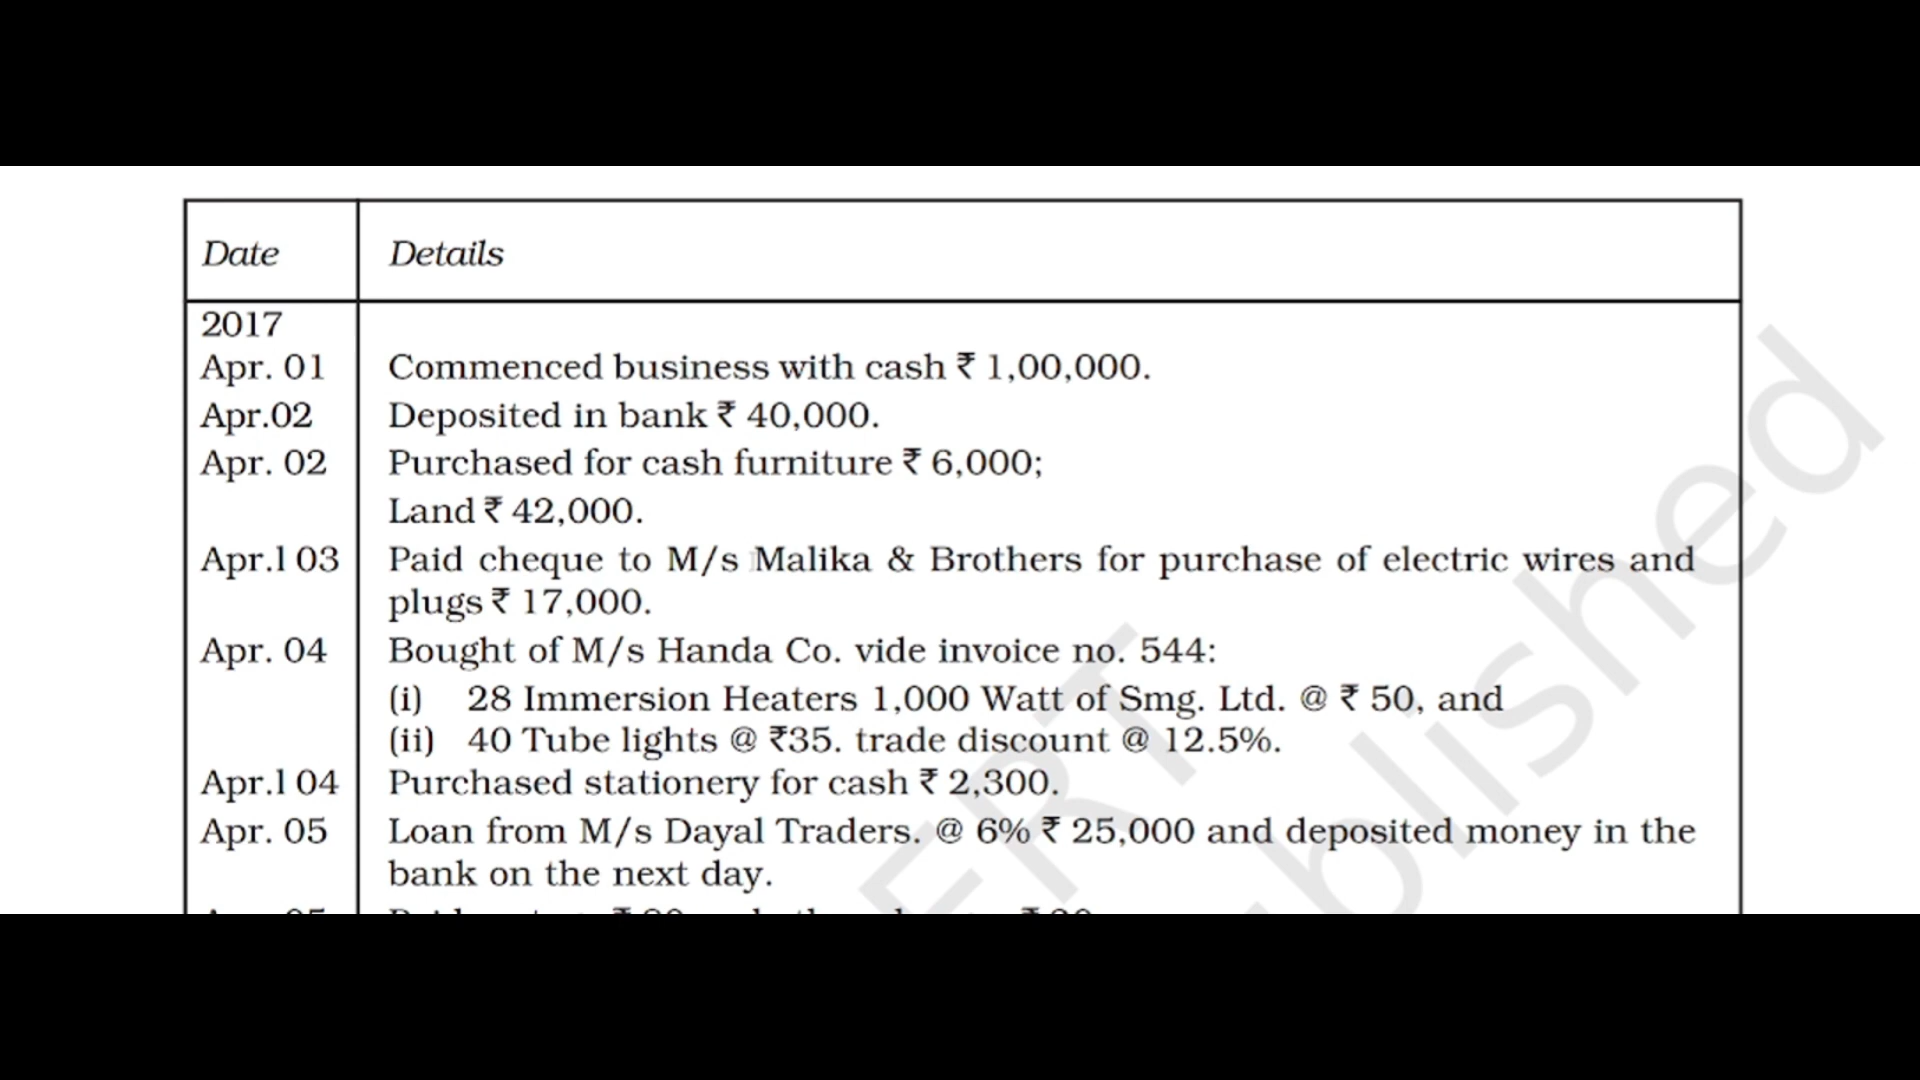 Date Details
2017
Apr. 01 Commenced business with cash ₹ 1,00,000.
Apr.02 Deposited in bank ₹ 40,000.
Apr. 02 Purchased for cash furniture ₹ 6,000;
Land ₹ 42,000.
Apr.l 03 Paid cheque to M/s Malika & Brothers for purchase of electric wires and
plugs ₹ 17,000.
Apr. 04 Bought of M/s Handa Co. vide invoice no. 544:
(i) 28 Immersion Heaters 1,000 Watt of Smg. Ltd. @ ₹ 50, and
(ii) 40 Tube lights @ ₹35. trade discount @ 12.5%.
Apr.l 04 Purchased stationery for cash ₹ 2,300.
Apr. 05 Loan from M/s Dayal Traders. @ 6% ₹ 25,000 and deposited money in the
bank on the next day.